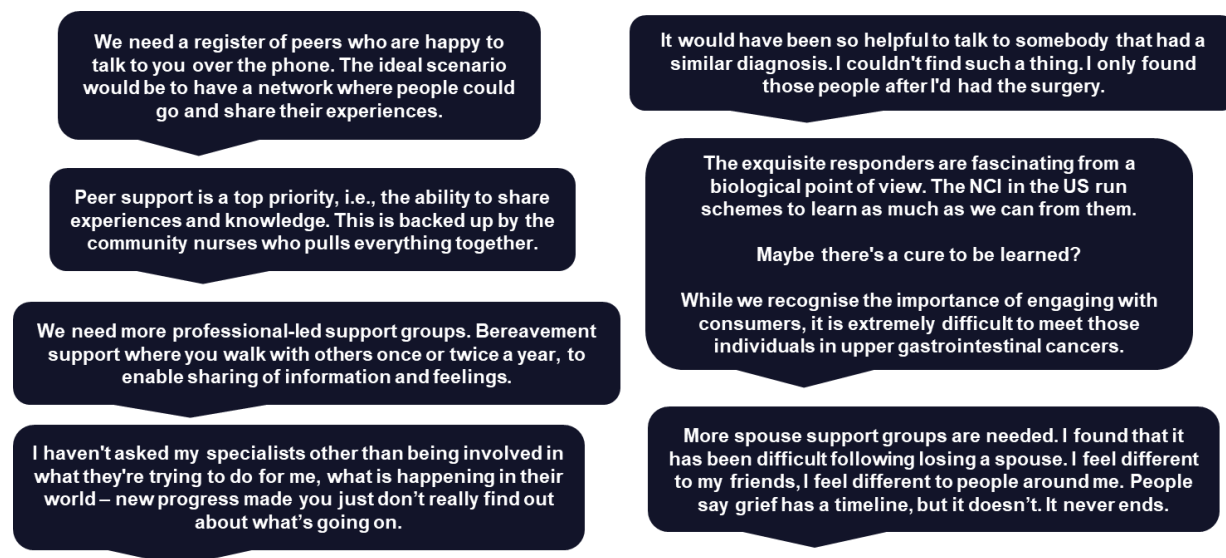 We need a register of peers who are happy to
talk to you over the phone. The ideal scenario
would be to have a network where people could
go and share their experiences.
Peer support is a top priority, i.e., the ability to share
experiences and knowledge. This is backed up by the
community nurses who pulls everything together.
We need more professional-led support groups. Bereavement
support where you walk with others once or twice a year, to
enable sharing of information and feelings.
I haven't asked my specialists other than being involved in
what they're trying to do for me, what is happening in their
world – new progress made you just don’t really find out
about what’s going on.
It would have been so helpful to talk to somebody that had a
similar diagnosis. I couldn't find such a thing. I only found
those people after I'd had the surgery.
The exquisite responders are fascinating from a
biological point of view. The NCI in the US run
schemes to learn as much as we can from them.
Maybe there's a cure to be learned?
While we recognise the importance of engaging with
consumers, it is extremely difficult to meet those
individuals in upper gastrointestinal cancers.
More spouse support groups are needed. I found that it
has been difficult following losing a spouse. I feel different
to my friends, I feel different to people around me. People
say grief has a timeline, but it doesn’t. It never ends.